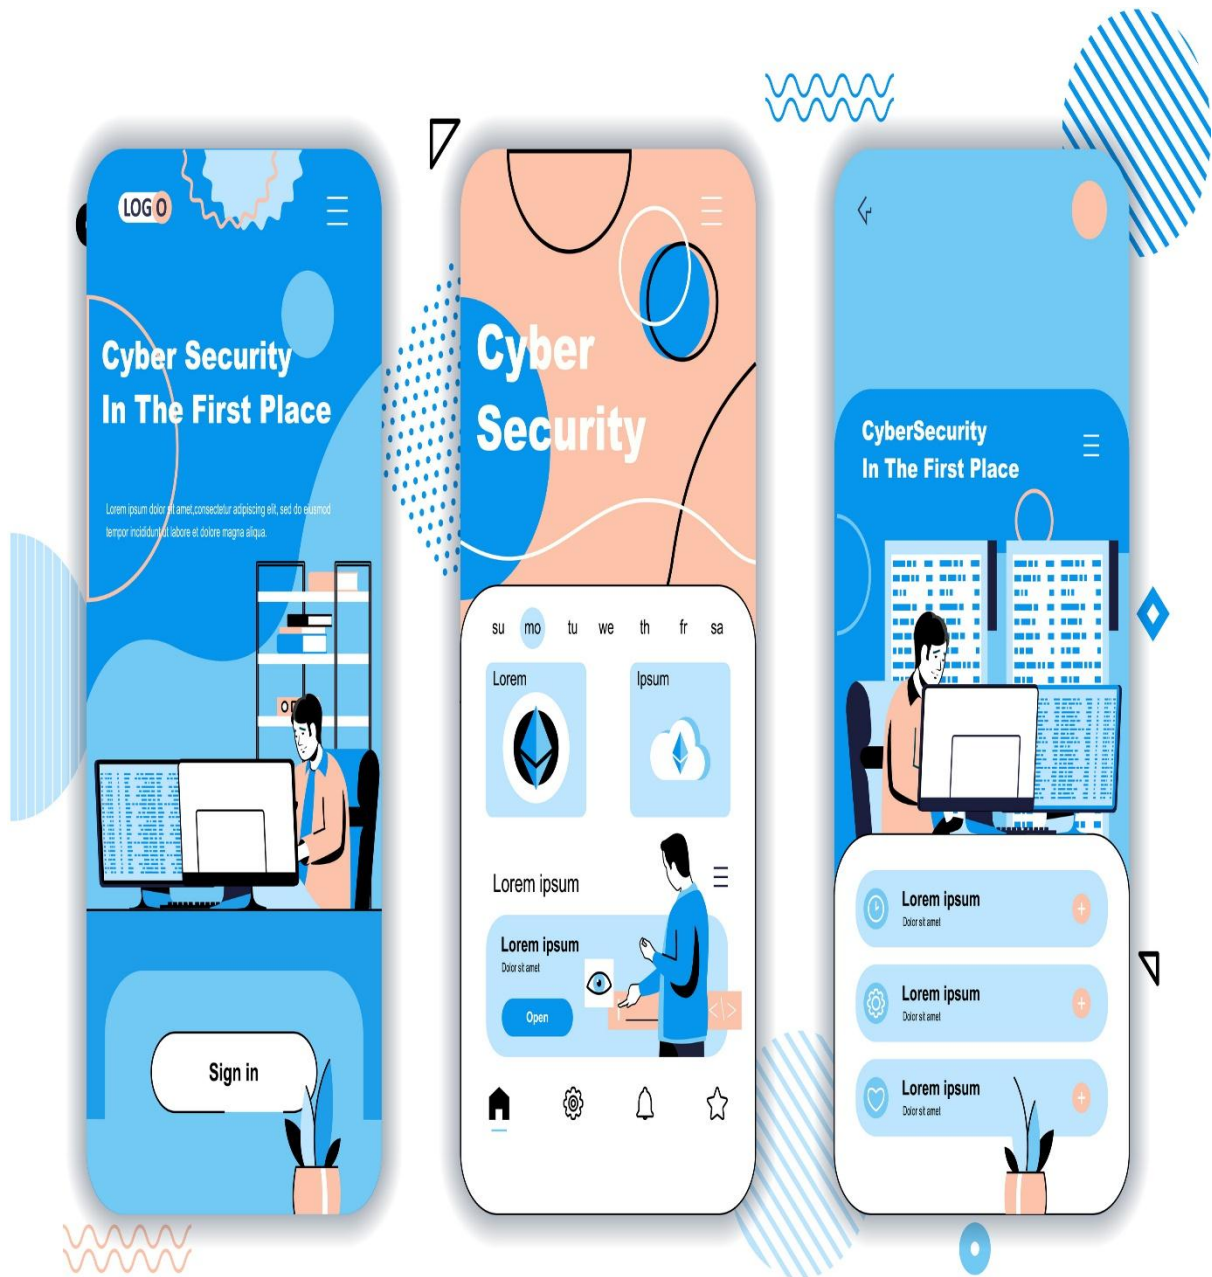 LOGO
Cyber Security
In The First Place
Lorem ipsum dolor sit amet,consectetur adipiscing elit, sed do eiusmod
tempor incididunt ut labore et dolore magna aliqua.
Sign in
Cyber
Security
su mo tu we th fr sa
Lorem
Ipsum
Lorem ipsum
Lorem ipsum
Dolor sit amet
Open
</>
CyberSecurity
In The First Place
Lorem ipsum
Dolor sit amet
Lorem ipsum
Dolor sit amet
Lorem ipsum
Dolor sit amet